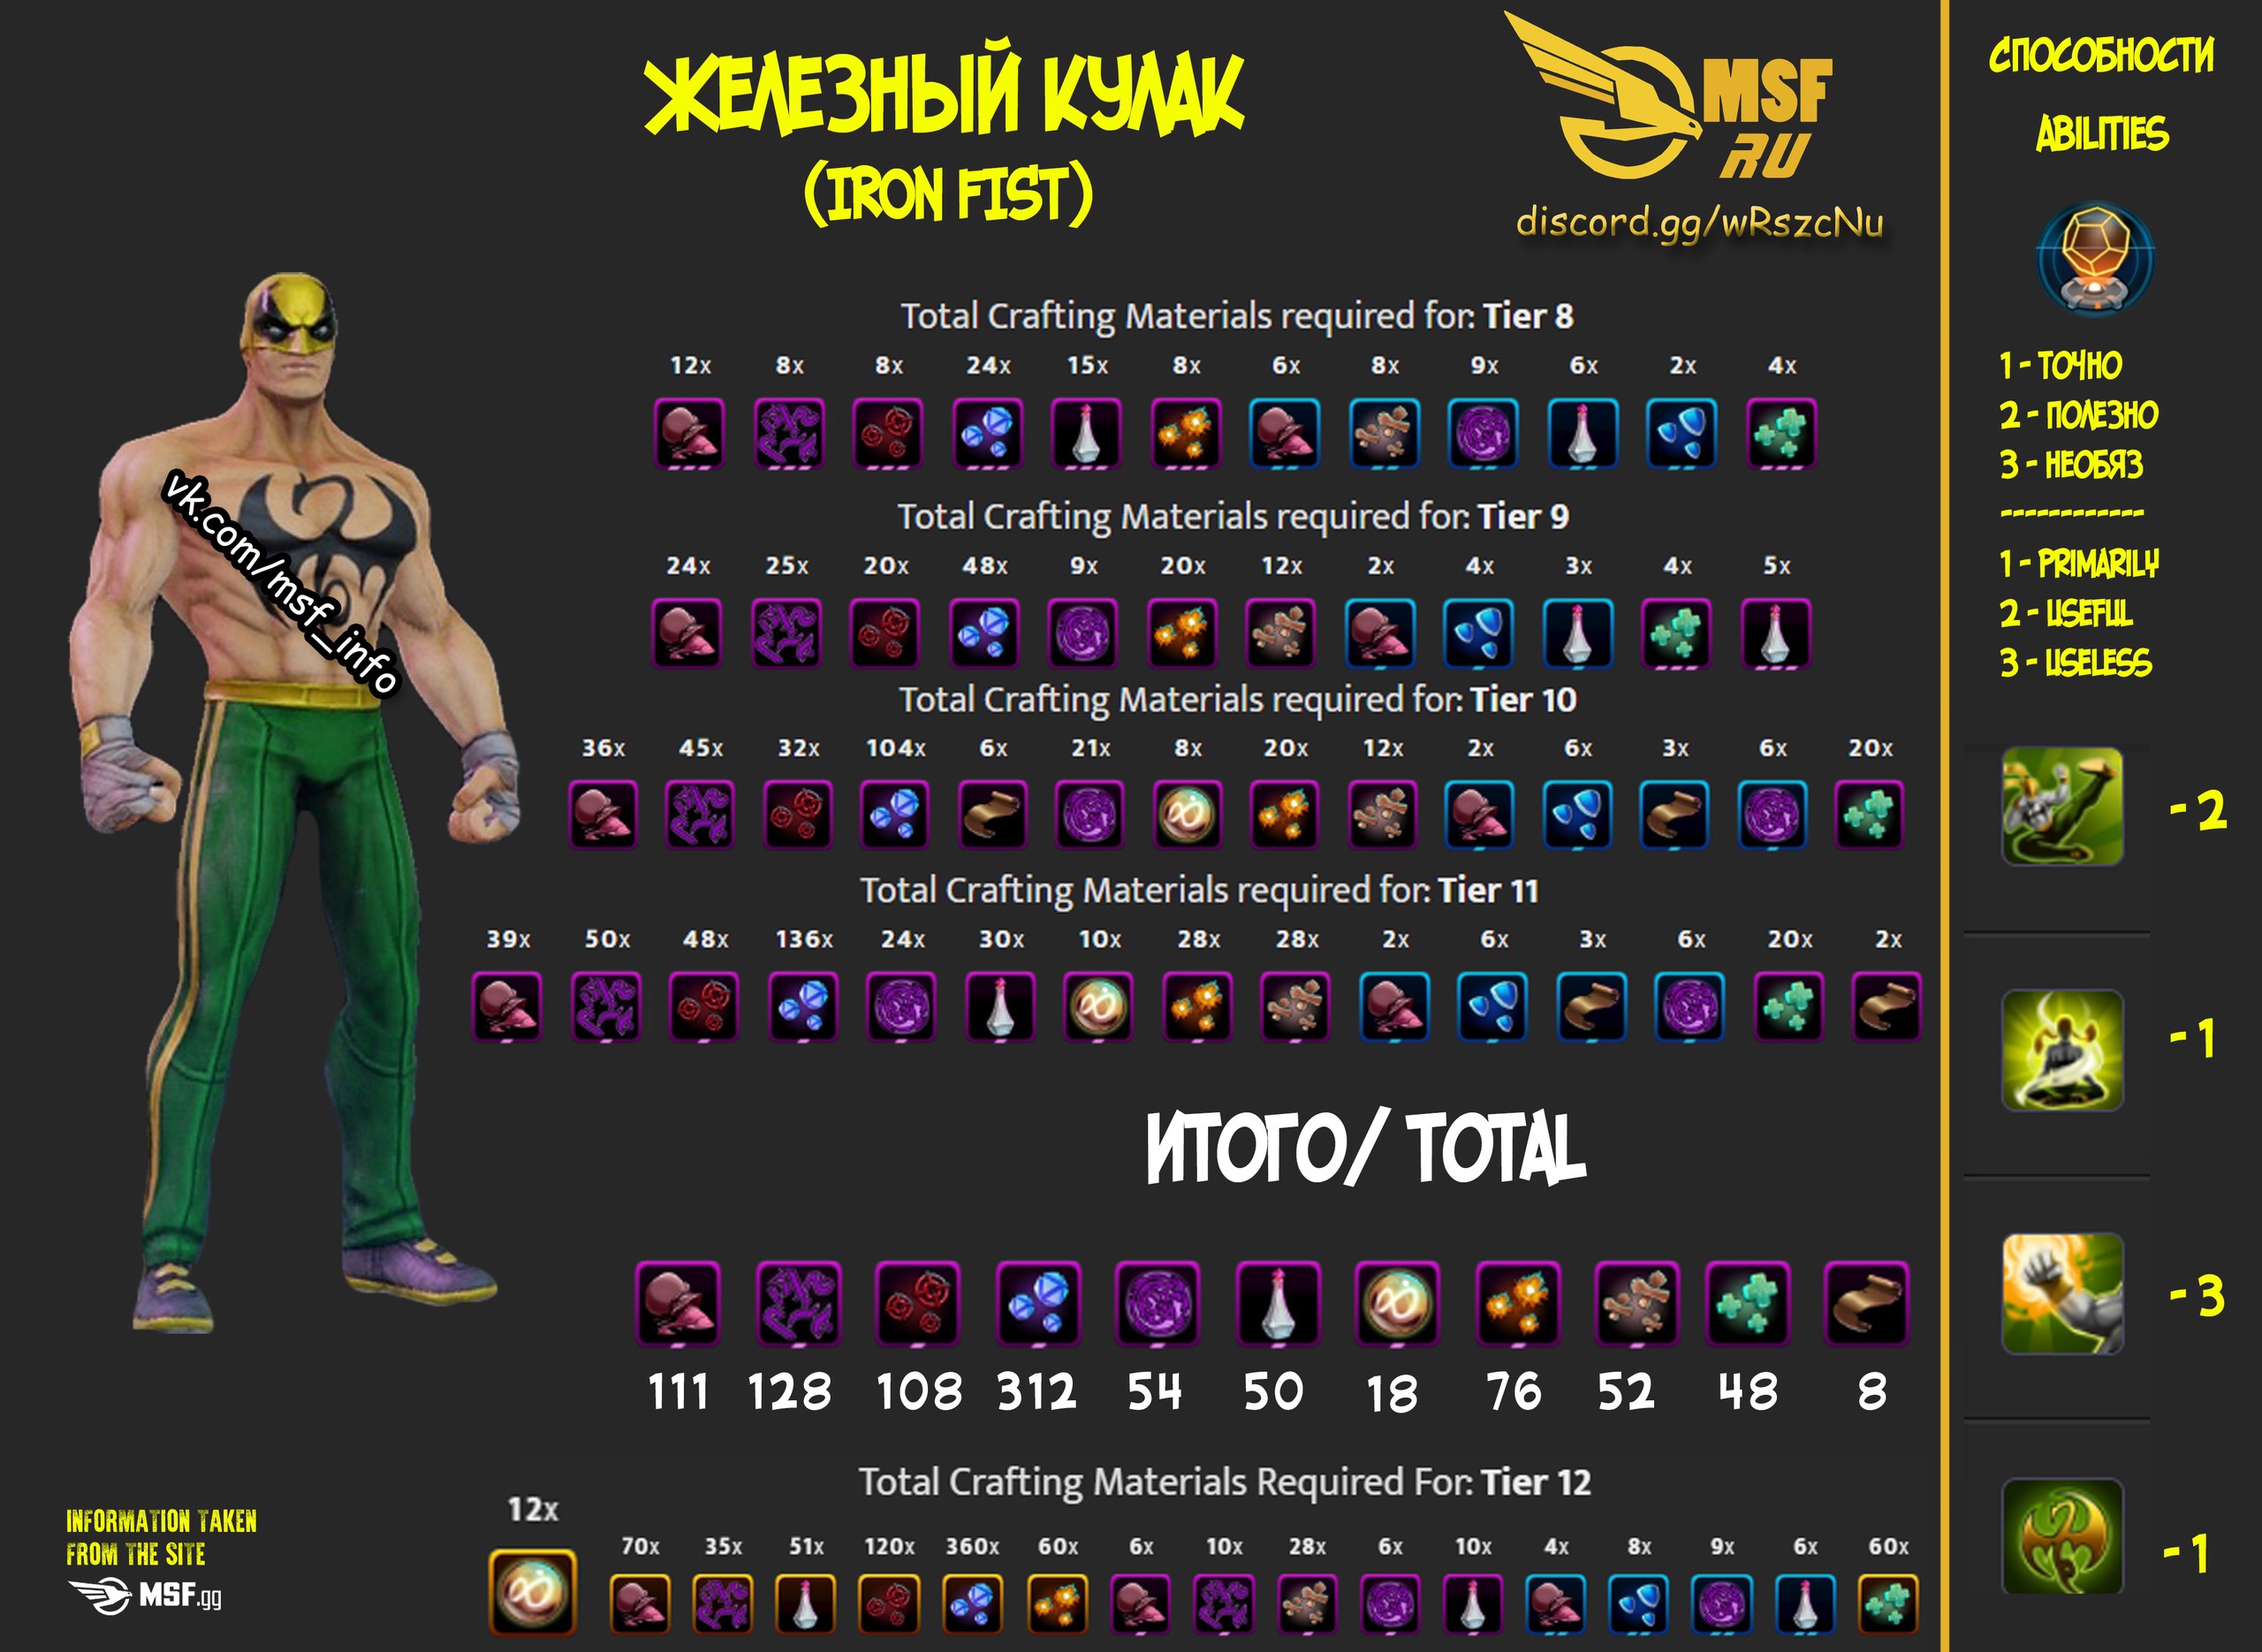 ЖЕЛЕЗНЫЙ КУЛАК
(IRON FIST)
MSF
RU
discord.gg/wRszcNu
vk.com/msf_info
Total Crafting Materials required for: Tier 8
12x 8x 8x 24x 15x 8x 6x 8x 9x 6x 2x 4x
Total Crafting Materials required for: Tier 9
24x 25x 20x 48x 9x 20x 12x 2x 4x 3x 4x 5x
Total Crafting Materials required for: Tier 10
36x 45x 32x 104x 6x 21x 8x 20x 12x 2x 6x 3x 6x 20x
Total Crafting Materials required for: Tier 11
39x 50x 48x 136x 24x 30x 10x 28x 28x 2x 6x 3x 6x 20x 2x
ИТОГО/ TOTAL
111 128 108 312 54 50 18 76 52 48 8
Total Crafting Materials Required For: Tier 12
12x
70x 35x 51x 120x 360x 60x 6x 10x 28x 6x 10x 4x 8x 9x 6x 60x
INFORMATION TAKEN
FROM THE SITE
MSF.gg
СПОСОБНОСТИ
ABILITIES
1 - ТОЧНО
2 - ПОЛЕЗНО
3 - НЕОБЯЗ
------------
1 - PRIMARILY
2 - USEFUL
3 - USELESS
- 2
- 1
- 3
- 1